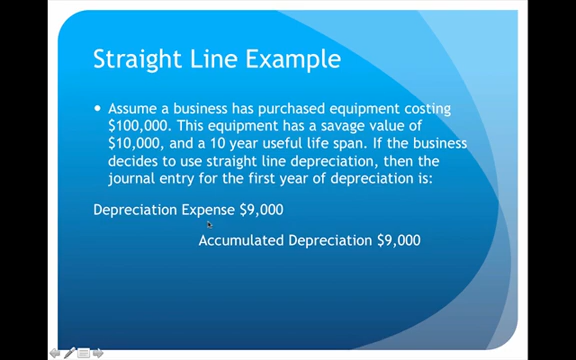 Straight Line Example
• Assume a business has purchased equipment costing
$100,000. This equipment has a savage value of
$10,000, and a 10 year useful life span. If the business
decides to use straight line depreciation, then the
journal entry for the first year of depreciation is:
Depreciation Expense $9,000
Accumulated Depreciation $9,000